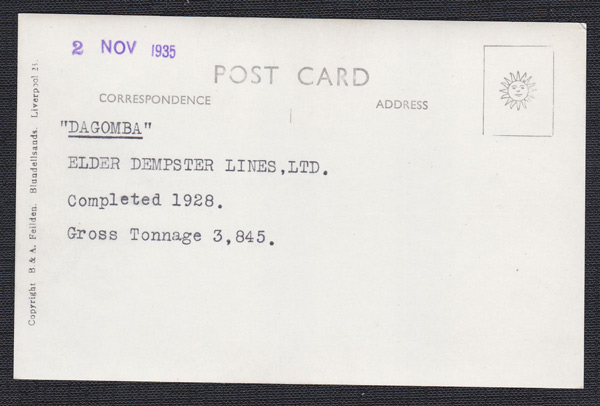 2 NOV 1935
POST CARD
CORRESPONDENCE
ADDRESS
"DAGOMBA"
ELDER DEMPSTER LINES,LTD.
Completed 1928.
Gross Tonnage 3,845.
Copyright B & A. Feilden. Blundellsands. Liverpool 23.